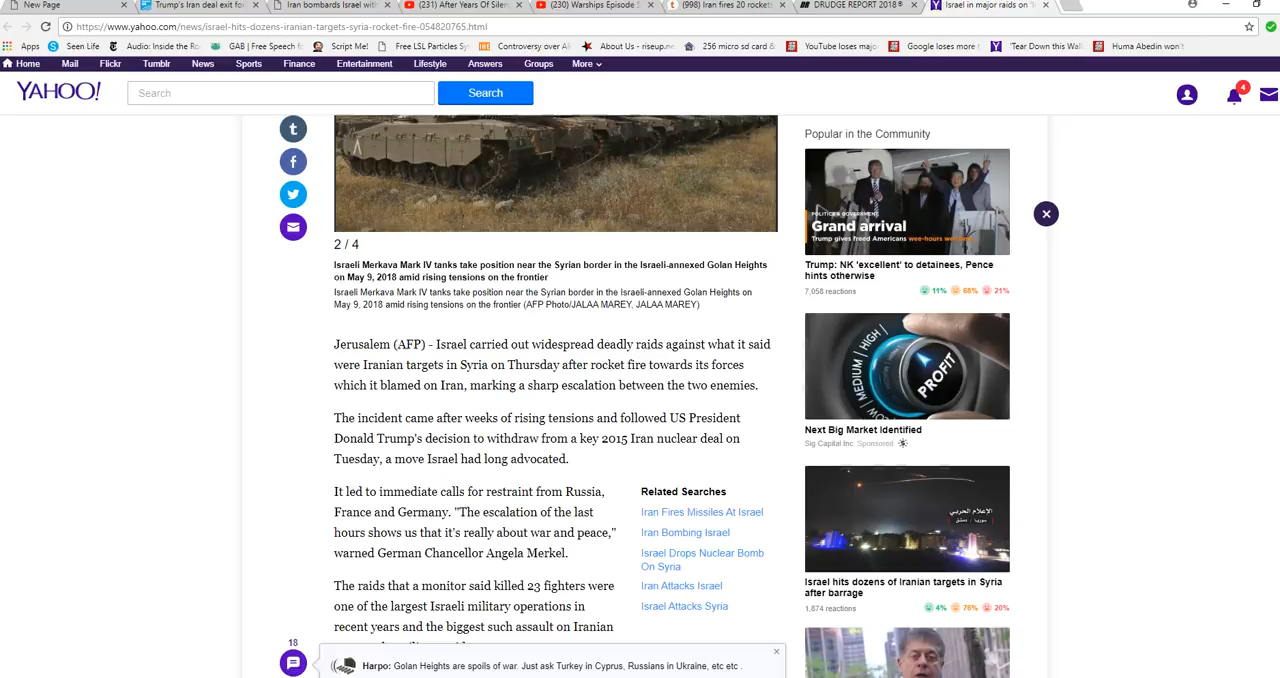 New Page
Trump's Iran deal exit for
Iran bombards Israel with
(231) After Years Of Silen
(230) Warships Episode
(998) Iran fires 20 rockets
DRUDGE REPORT 2018®
Israel in major raids on '
https://www.yahoo.com/news/israel-hits-dozens-iranian-targets-syria-rocket-fire-054820765.html
Apps Seen Life Audio: Inside the Ro GAB | Free Speech fo Script Me! Free LSL Particles Sy Controversy over A About Us - riseup.ne 256 micro sd card & YouTube loses majo Google loses more 'Tear Down this Wall Huma Abedin won't
Home Mail Flickr Tumblr News Sports Finance Entertainment Lifestyle Answers Groups More
YAHOO!
Search
Search
4
t
f
2 / 4
Israeli Merkava Mark IV tanks take position near the Syrian border in the Israeli-annexed Golan Heights
on May 9, 2018 amid rising tensions on the frontier
Israeli Merkava Mark IV tanks take position near the Syrian border in the Israeli-annexed Golan Heights on
May 9, 2018 amid rising tensions on the frontier (AFP Photo/JALAA MAREY, JALAA MAREY)
Jerusalem (AFP) - Israel carried out widespread deadly raids against what it said
were Iranian targets in Syria on Thursday after rocket fire towards its forces
which it blamed on Iran, marking a sharp escalation between the two enemies.
The incident came after weeks of rising tensions and followed US President
Donald Trump's decision to withdraw from a key 2015 Iran nuclear deal on
Tuesday, a move Israel had long advocated.
It led to immediate calls for restraint from Russia,
France and Germany. "The escalation of the last
hours shows us that it's really about war and peace,"
warned German Chancellor Angela Merkel.
The raids that a monitor said killed 23 fighters were
one of the largest Israeli military operations in
recent years and the biggest such assault on Iranian
Related Searches
Iran Fires Missiles At Israel
Iran Bombing Israel
Israel Drops Nuclear Bomb
On Syria
Iran Attacks Israel
Israel Attacks Syria
18
Harpo: Golan Heights are spoils of war. Just ask Turkey in Cyprus, Russians in Ukraine, etc etc .
Popular in the Community
POLITICS/GOVERNMENT
Grand arrival
Trump gives freed Americans wee-hours
Trump: NK 'excellent' to detainees, Pence
hints otherwise
7,058 reactions 11% 68% 21%
LOW / MEDIUM / HIGH
PROFIT
Next Big Market Identified
Sig Capital Inc Sponsored
الإعلام الحربي
سوريا / دمشق
Israel hits dozens of Iranian targets in Syria
after barrage
1,874 reactions 4% 76% 20%